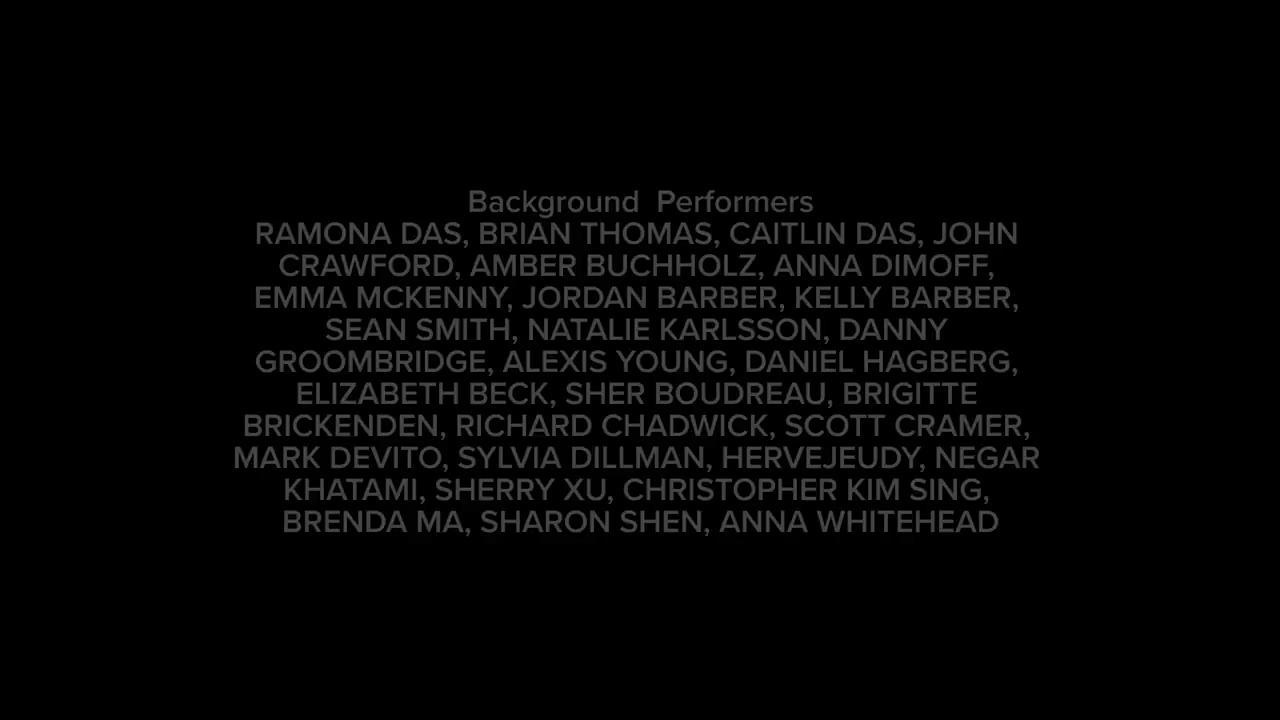 Background Performers
RAMONA DAS, BRIAN THOMAS, CAITLIN DAS, JOHN
CRAWFORD, AMBER BUCHHOLZ, ANNA DIMOFF,
EMMA MCKENNY, JORDAN BARBER, KELLY BARBER,
SEAN SMITH, NATALIE KARLSSON, DANNY
GROOMBRIDGE, ALEXIS YOUNG, DANIEL HAGBERG,
ELIZABETH BECK, SHER BOUDREAU, BRIGITTE
BRICKENDEN, RICHARD CHADWICK, SCOTT CRAMER,
MARK DEVITO, SYLVIA DILLMAN, HERVEJEUDY, NEGAR
KHATAMI, SHERRY XU, CHRISTOPHER KIM SING,
BRENDA MA, SHARON SHEN, ANNA WHITEHEAD